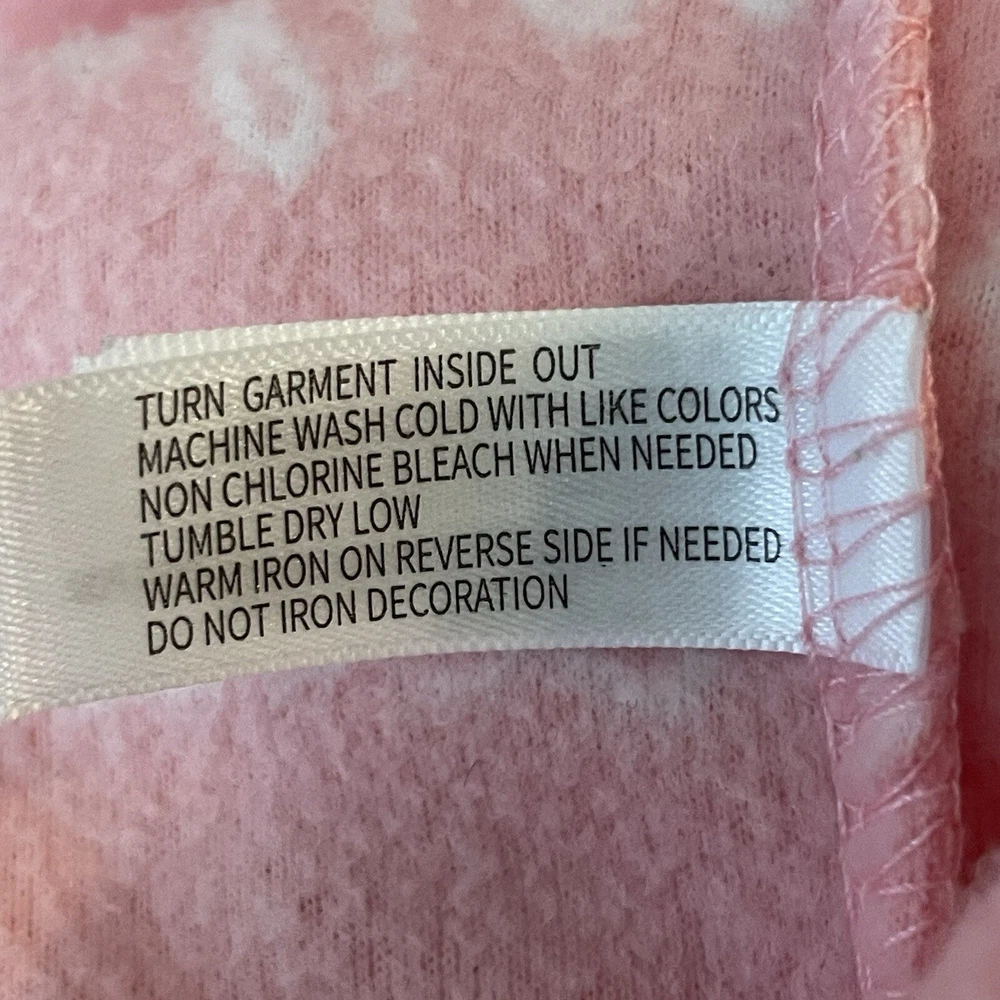 TURN GARMENT INSIDE OUT
MACHINE WASH COLD WITH LIKE COLORS
NON CHLORINE BLEACH WHEN NEEDED
TUMBLE DRY LOW
WARM IRON ON REVERSE SIDE IF NEEDED
DO NOT IRON DECORATION